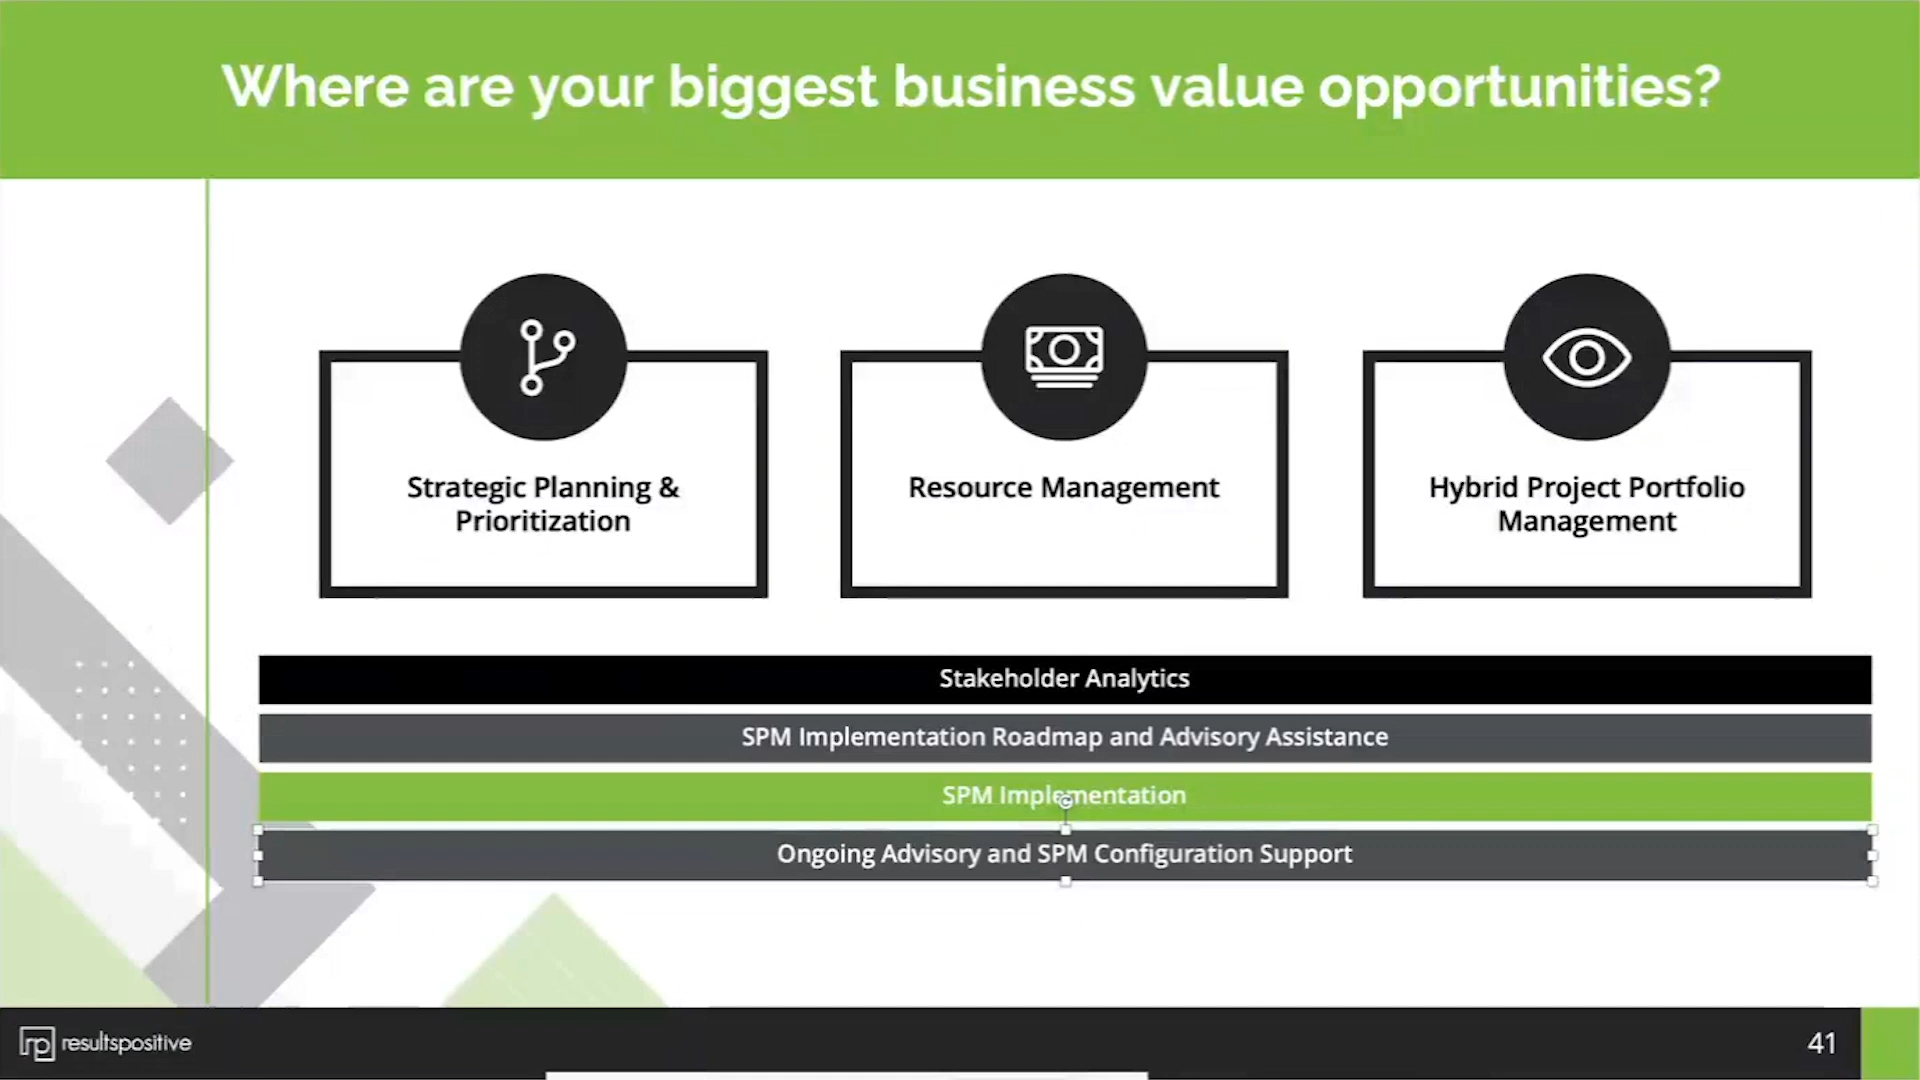 Where are your biggest business value opportunities?
Strategic Planning &
Prioritization
Resource Management
Hybrid Project Portfolio
Management
Stakeholder Analytics
SPM Implementation Roadmap and Advisory Assistance
SPM Implementation
Ongoing Advisory and SPM Configuration Support
rp resultspositive
41